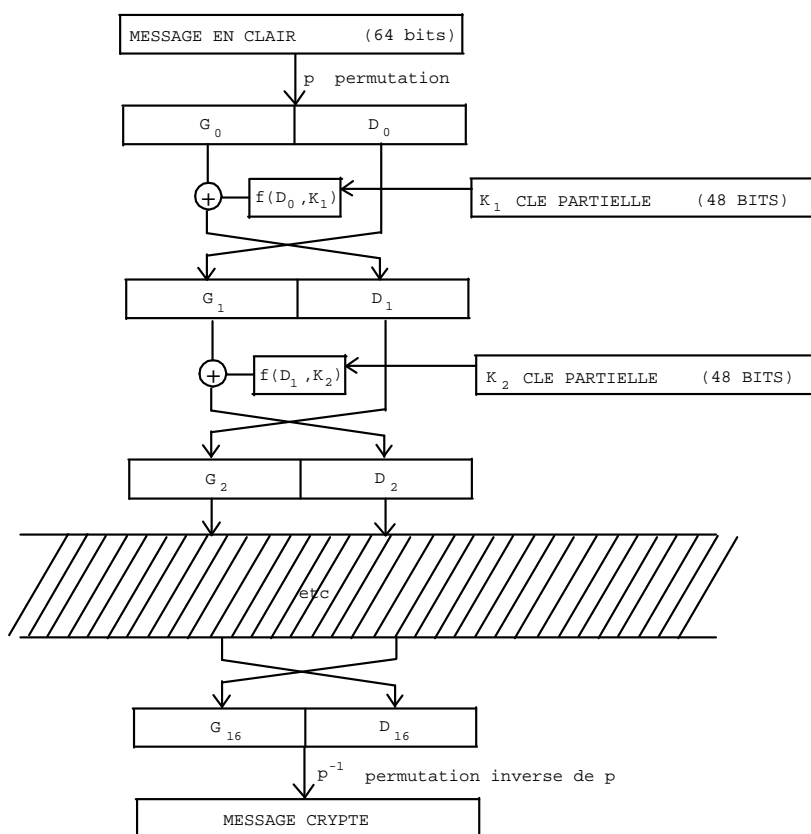 MESSAGE EN CLAIR (64 bits)
p permutation
G₀ D₀
+ f(D₀,K₁) K₁ CLE PARTIELLE (48 BITS)
G₁ D₁
+ f(D₁,K₂) K₂ CLE PARTIELLE (48 BITS)
G₂ D₂
etc
G₁₆ D₁₆
p⁻¹ permutation inverse de p
MESSAGE CRYPTE